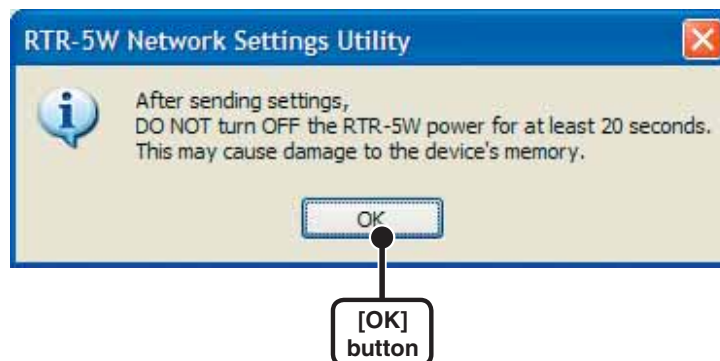 RTR-5W Network Settings Utility
After sending settings,
DO NOT turn OFF the RTR-5W power for at least 20 seconds.
This may cause damage to the device's memory.
OK
[OK]
button